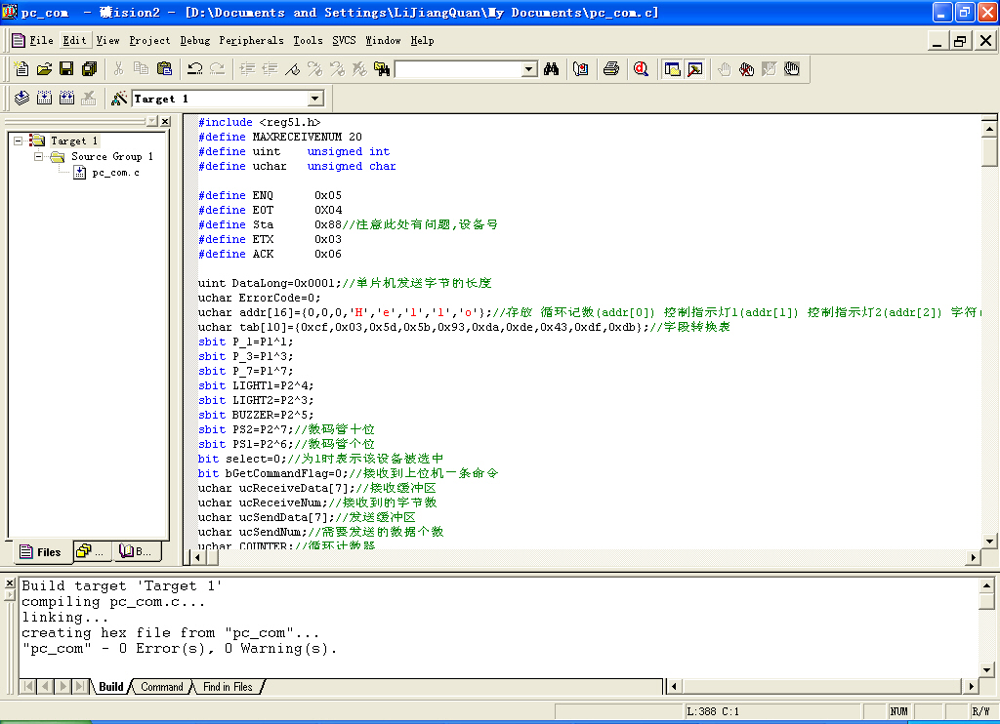 pc_com - 礦ision2 - [D:\Documents and Settings\LiJiangQuan\My Documents\pc_com.c]
File Edit View Project Debug Peripherals Tools SVCS Window Help
Target 1
Target 1
Source Group 1
pc_com.c
#include <reg51.h>
#define MAXRECEIVENUM 20
#define uint unsigned int
#define uchar unsigned char
#define ENQ 0x05
#define EOT 0X04
#define Sta 0x88//注意此处有问题,设备号
#define ETX 0x03
#define ACK 0x06
uint DataLong=0x0001;//单片机发送字节的长度
uchar ErrorCode=0;
uchar addr[16]={0,0,0,'H','e','l','l','o'};//存放 循环记数(addr[0]) 控制指示灯1(addr[1]) 控制指示灯2(addr[2]) 字符
uchar tab[10]={0xcf,0x03,0x5d,0x5b,0x93,0xda,0xde,0x43,0xdf,0xdb};//字段转换表
sbit P_1=P1^1;
sbit P_3=P1^3;
sbit P_7=P1^7;
sbit LIGHT1=P2^4;
sbit LIGHT2=P2^3;
sbit BUZZER=P2^5;
sbit PS2=P2^7;//数码管十位
sbit PS1=P2^6;//数码管个位
bit select=0;//为1时表示该设备被选中
bit bGetCommandFlag=0;//接收到上位机一条命令
uchar ucReceiveData[7];//接收缓冲区
uchar ucReceiveNum;//接收到的字节数
uchar ucSendData[7];//发送缓冲区
uchar ucSendNum;//需要发送的数据个数
uchar COUNTER;//循环计数器
Files ... B...
Build target 'Target 1'
compiling pc_com.c...
linking...
creating hex file from "pc_com"...
"pc_com" - 0 Error(s), 0 Warning(s).
Build Command Find in Files
L:388 C:1 NUM R/W